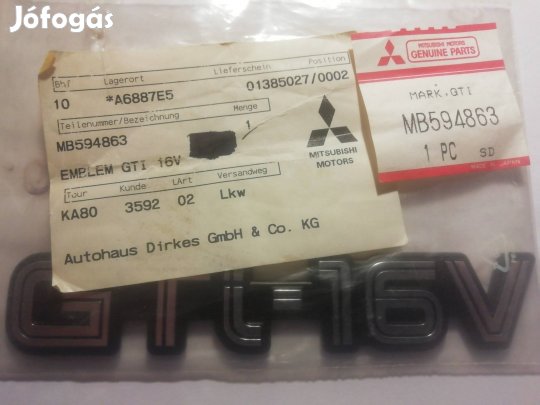 Jófogás
Bhf Lagerort Lieferschein Position
10 *A6887E5 01385027/0002
Teilenummer/Bezeichnung Menge
MB594863 1
EMBLEM GTI 16V
MITSUBISHI
MOTORS
Tour Kunde LArt Versandweg
KA80 3592 02 Lkw
Autohaus Dirkes GmbH & Co. KG
MITSUBISHI MOTORS
GENUINE PARTS
MARK,GTI
MB594863
1 PC SD
MADE IN JAPAN
GTi-16V